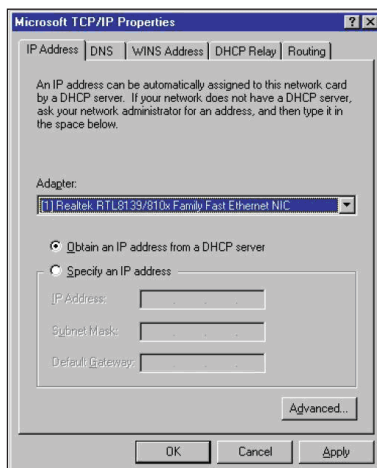 Microsoft TCP/IP Properties
IP Address DNS WINS Address DHCP Relay Routing
An IP address can be automatically assigned to this network card
by a DHCP server. If your network does not have a DHCP server,
ask your network administrator for an address, and then type it in
the space below.
Adapter:
[1] Realtek RTL8139/810x Family Fast Ethernet NIC
Obtain an IP address from a DHCP server
Specify an IP address
IP Address:
Subnet Mask:
Default Gateway:
Advanced...
OK Cancel Apply